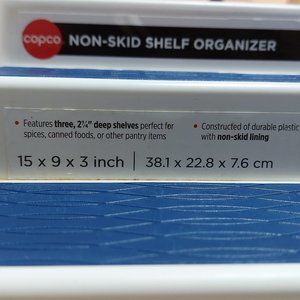 copco NON-SKID SHELF ORGANIZER
• Features three, 2¼" deep shelves perfect for
spices, canned foods, or other pantry items
• Constructed of durable plastic
with non-skid lining
15 x 9 x 3 inch | 38.1 x 22.8 x 7.6 cm